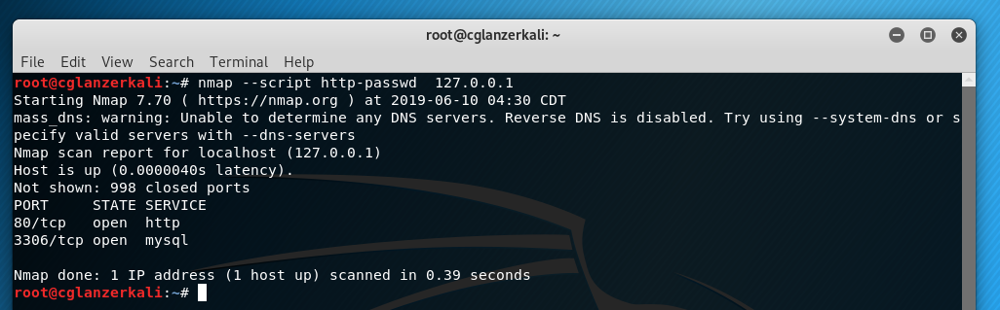 root@cglanzerkali: ~
File Edit View Search Terminal Help
root@cglanzerkali:~# nmap --script http-passwd  127.0.0.1
Starting Nmap 7.70 ( https://nmap.org ) at 2019-06-10 04:30 CDT
mass_dns: warning: Unable to determine any DNS servers. Reverse DNS is disabled. Try using --system-dns or s
pecify valid servers with --dns-servers
Nmap scan report for localhost (127.0.0.1)
Host is up (0.0000040s latency).
Not shown: 998 closed ports
PORT     STATE SERVICE
80/tcp   open  http
3306/tcp open  mysql
Nmap done: 1 IP address (1 host up) scanned in 0.39 seconds
root@cglanzerkali:~#